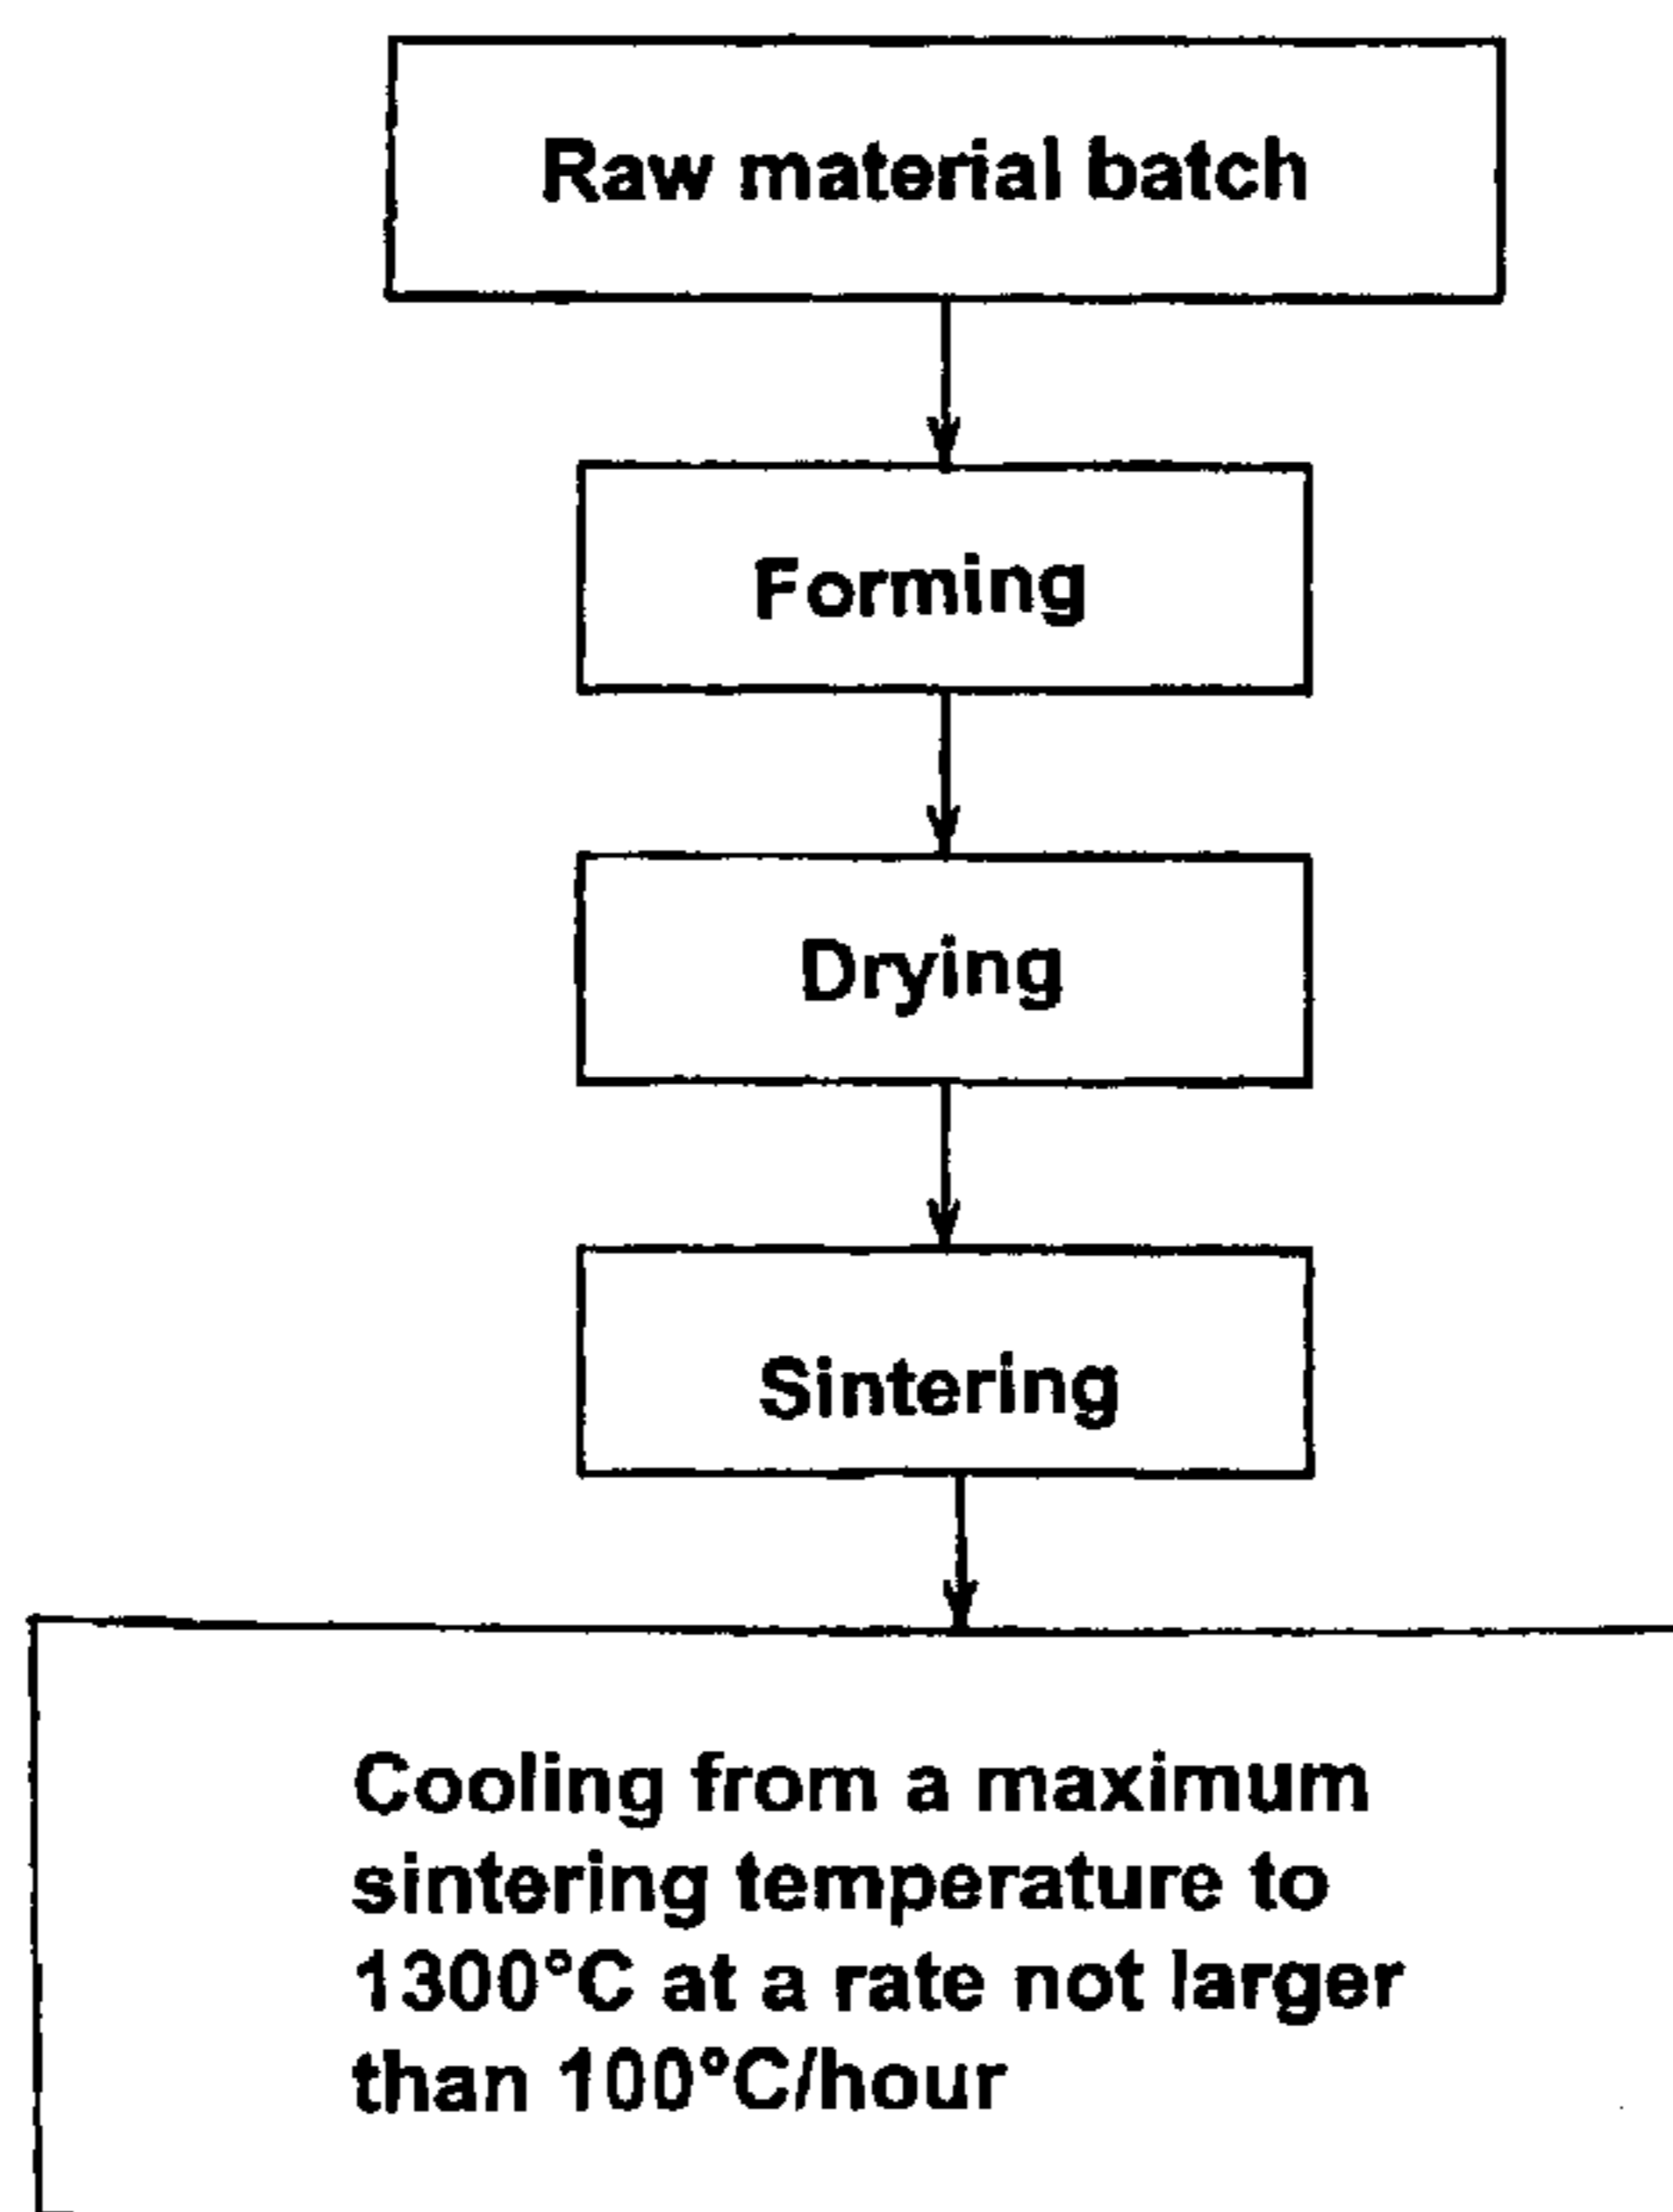 Raw material batch
Forming
Drying
Sintering
Cooling from a maximum
sintering temperature to
1300°C at a rate not larger
than 100°C/hour